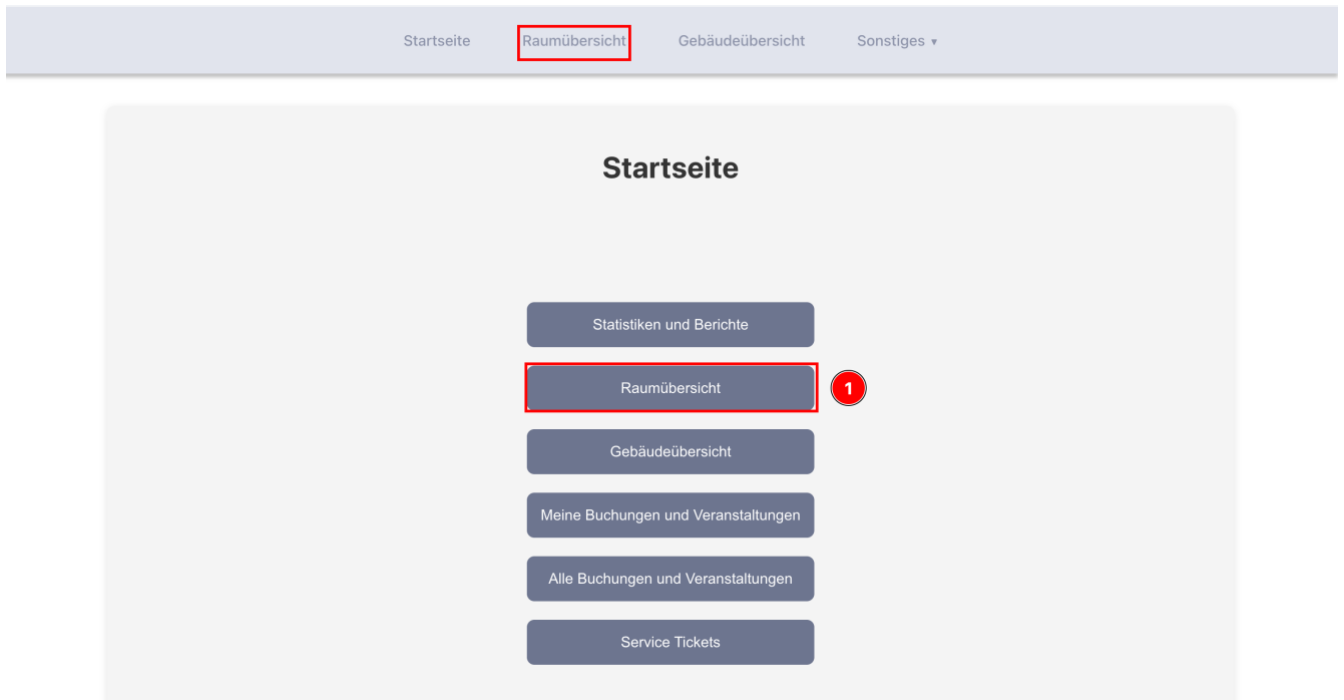 Startseite Raumübersicht Gebäudeübersicht Sonstiges ▾
Startseite
Statistiken und Berichte
Raumübersicht 1
Gebäudeübersicht
Meine Buchungen und Veranstaltungen
Alle Buchungen und Veranstaltungen
Service Tickets